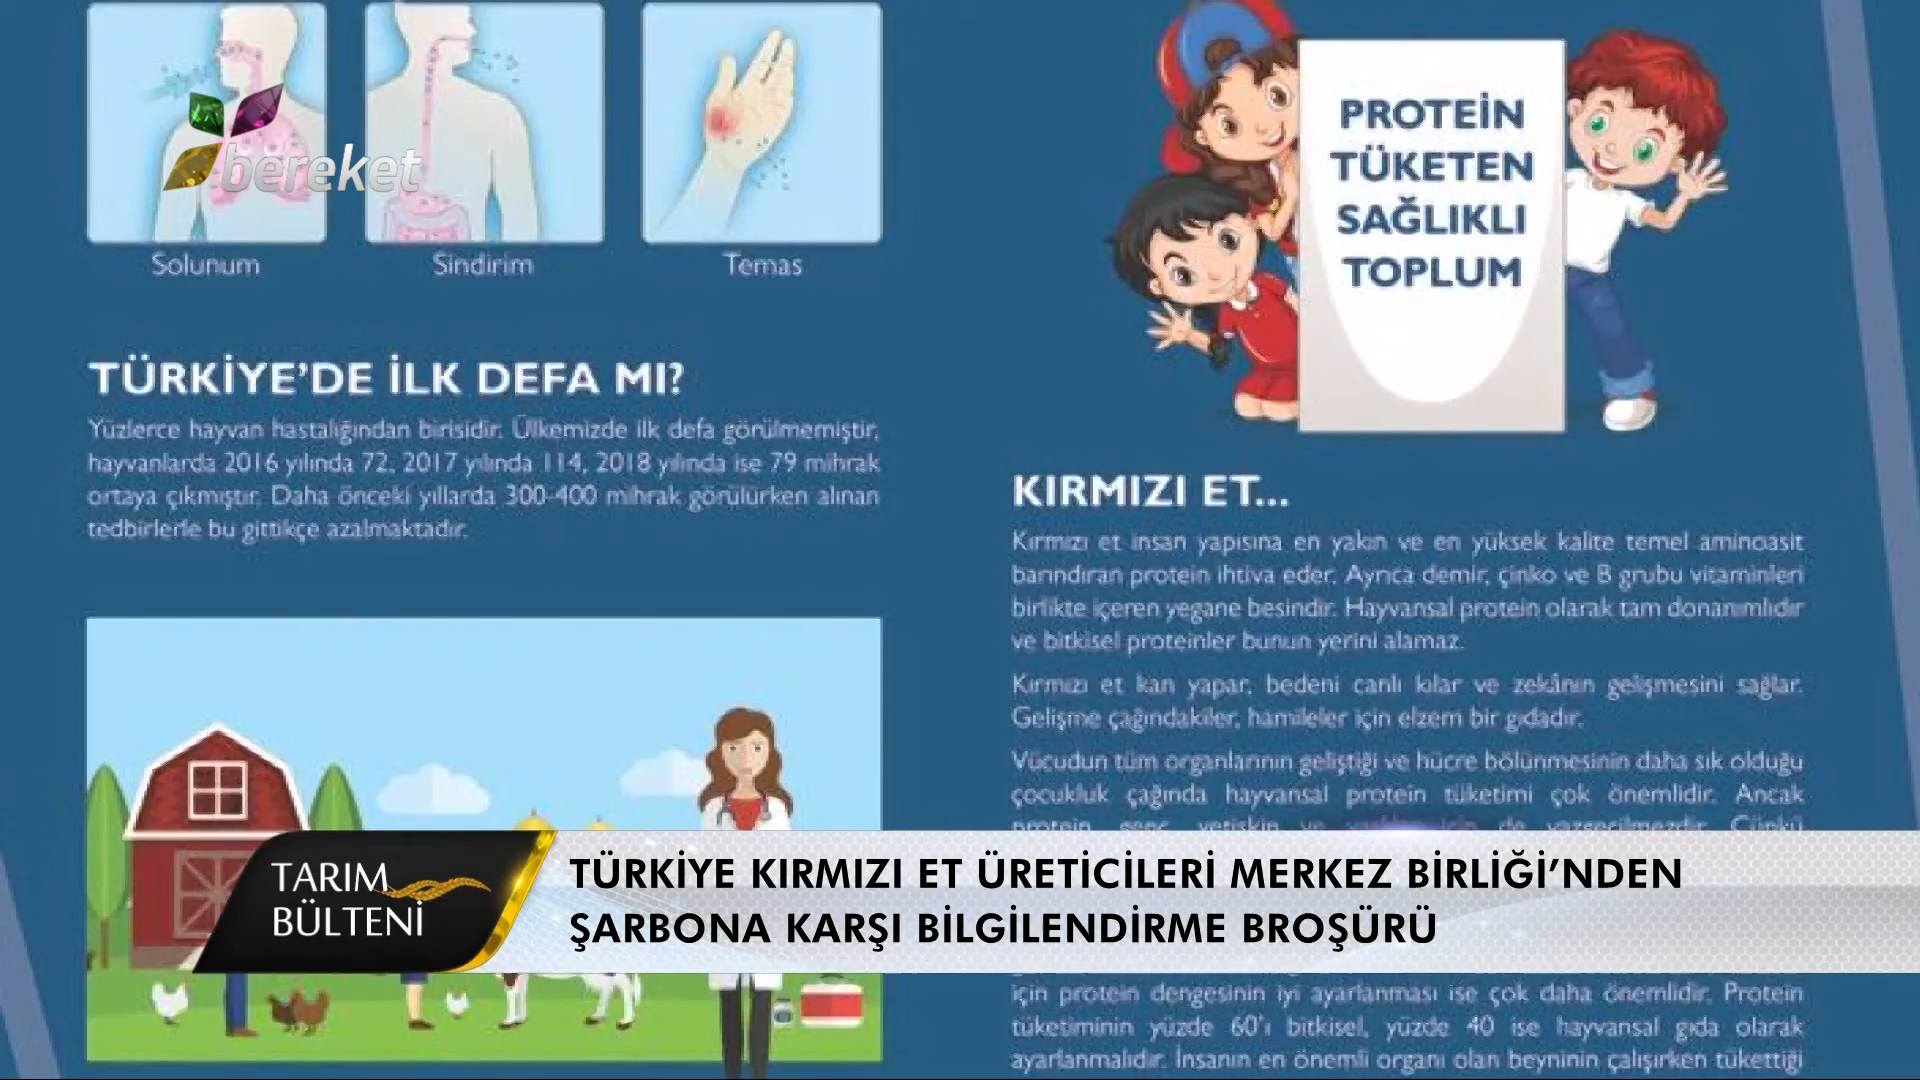 bereket
Solunum
Sindirim
Temas
TÜRKİYE'DE İLK DEFA MI?
Yüzlerce hayvan hastalığından birisidir. Ülkemizde ilk defa görülmemiştir,
hayvanlarda 2016 yılında 72, 2017 yılında 114, 2018 yılında ise 79 mihrak
ortaya çıkmıştır. Daha önceki yıllarda 300-400 mihrak görülürken alınan
tedbirlerle bu gittikçe azalmaktadır.
PROTEİN
TÜKETEN
SAĞLIKLI
TOPLUM
KIRMIZI ET...
Kırmızı et insan yapısına en yakın ve en yüksek kalite temel aminoasit
barındıran protein ihtiva eder. Ayrıca demir, çinko ve B grubu vitaminleri
birlikte içeren yegane besindir. Hayvansal protein olarak tam donanımlıdır
ve bitkisel proteinler bunun yerini alamaz.
Kırmızı et kan yapar, bedeni canlı kılar ve zekânın gelişmesini sağlar.
Gelişme çağındakiler, hamileler için elzem bir gıdadır.
Vücudun tüm organlarının geliştiği ve hücre bölünmesinin daha sık olduğu
çocukluk çağında hayvansal protein tüketimi çok önemlidir. Ancak
protein genç, yetişkin ve için de vazgeçilmezdir. Çünkü
TARIM
BÜLTENİ
TÜRKİYE KIRMIZI ET ÜRETİCİLERİ MERKEZ BİRLİĞİ'NDEN
ŞARBONA KARŞI BİLGİLENDİRME BROŞÜRÜ
için protein dengesinin iyi ayarlanması ise çok daha önemlidir. Protein
tüketiminin yüzde 60'ı bitkisel, yüzde 40 ise hayvansal gıda olarak
ayarlanmalıdır. İnsanın en önemli organı olan beyninin çalışırken tükettiği